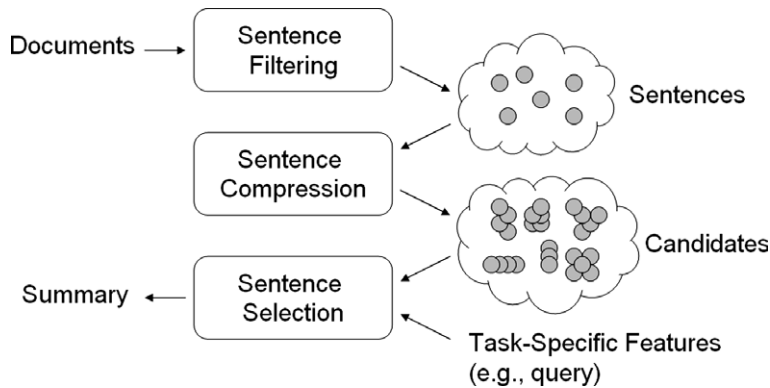 Documents
Sentence
Filtering
Sentences
Sentence
Compression
Candidates
Sentence
Selection
Summary
Task-Specific Features
(e.g., query)